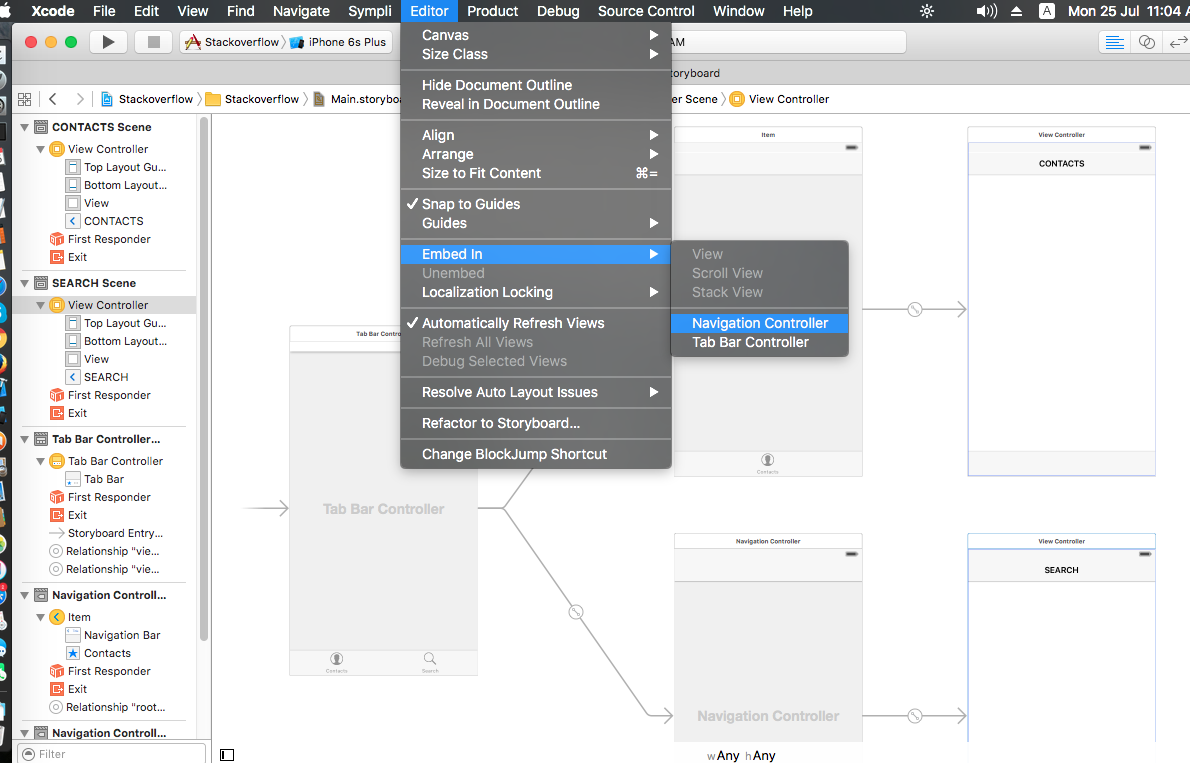 Xcode File Edit View Find Navigate Sympli Editor Product Debug Source Control Window Help A Mon 25 Jul 11:04
Stackoverflow iPhone 6s Plus AM
oryboard
Stackoverflow Stackoverflow Main.storyboa er Scene View Controller
CONTACTS Scene
View Controller
Top Layout Gu...
Bottom Layout...
View
CONTACTS
First Responder
Exit
SEARCH Scene
View Controller
Top Layout Gu...
Bottom Layout...
View
SEARCH
First Responder
Exit
Tab Bar Controller...
Tab Bar Controller
Tab Bar
First Responder
Exit
Storyboard Entry...
Relationship "vie...
Relationship "vie...
Navigation Controll...
Item
Navigation Bar
Contacts
First Responder
Exit
Relationship "root...
Navigation Controll...
Filter
Canvas
Size Class
Hide Document Outline
Reveal in Document Outline
Align
Arrange
Size to Fit Content ⌘=
Snap to Guides
Guides
Embed In
Unembed
Localization Locking
Automatically Refresh Views
Refresh All Views
Debug Selected Views
Resolve Auto Layout Issues
Refactor to Storyboard...
Change BlockJump Shortcut
View
Scroll View
Stack View
Navigation Controller
Tab Bar Controller
Tab Bar Contro
Tab Bar Controller
Contacts Search
Item
Contacts
View Controller
CONTACTS
Navigation Controller
Navigation Controller
View Controller
SEARCH
wAny hAny